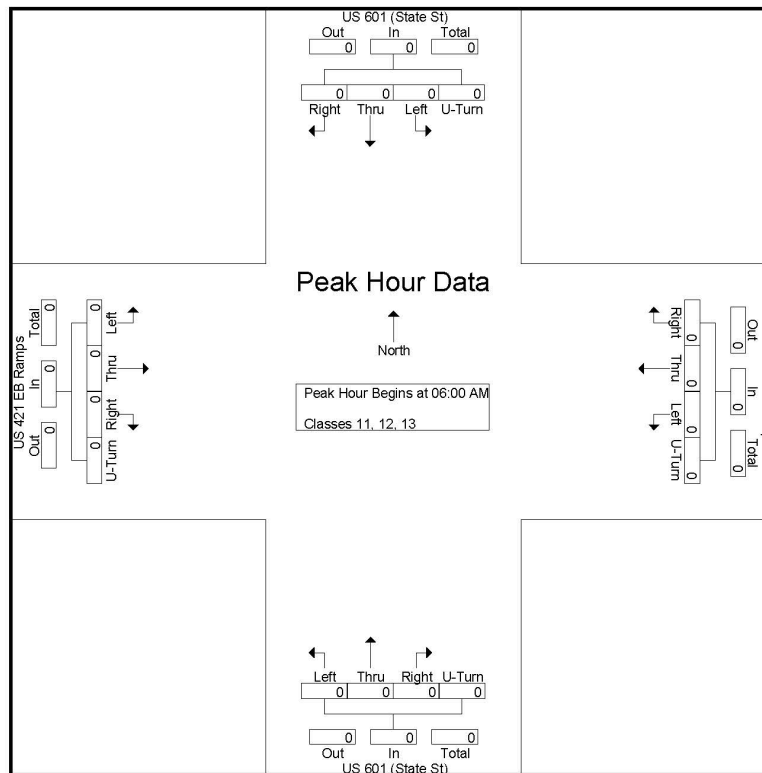 US 601 (State St)
Out In Total
0 0 0
0 0 0 0
Right Thru Left U-Turn
Peak Hour Data
North
Peak Hour Begins at 06:00 AM
Classes 11, 12, 13
US 421 EB Ramps
Total In Out
0 0 0
0 0 0 0
Left Thru Right U-Turn
Right Thru Left U-Turn
0 0 0 0
Out In Total
0 0 0
Left Thru Right U-Turn
0 0 0 0
0 0 0
Out In Total
US 601 (State St)